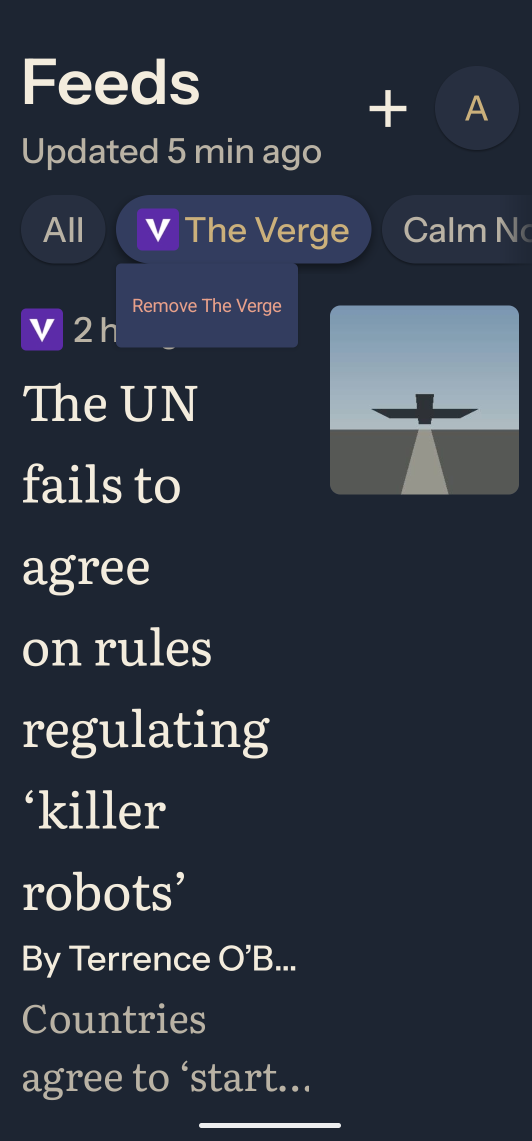 Feeds
Updated 5 min ago
A
All
The Verge
Calm No
Remove The Verge
2 h
The UN
fails to
agree
on rules
regulating
‘killer
robots’
By Terrence O’B…
Countries
agree to ‘start…